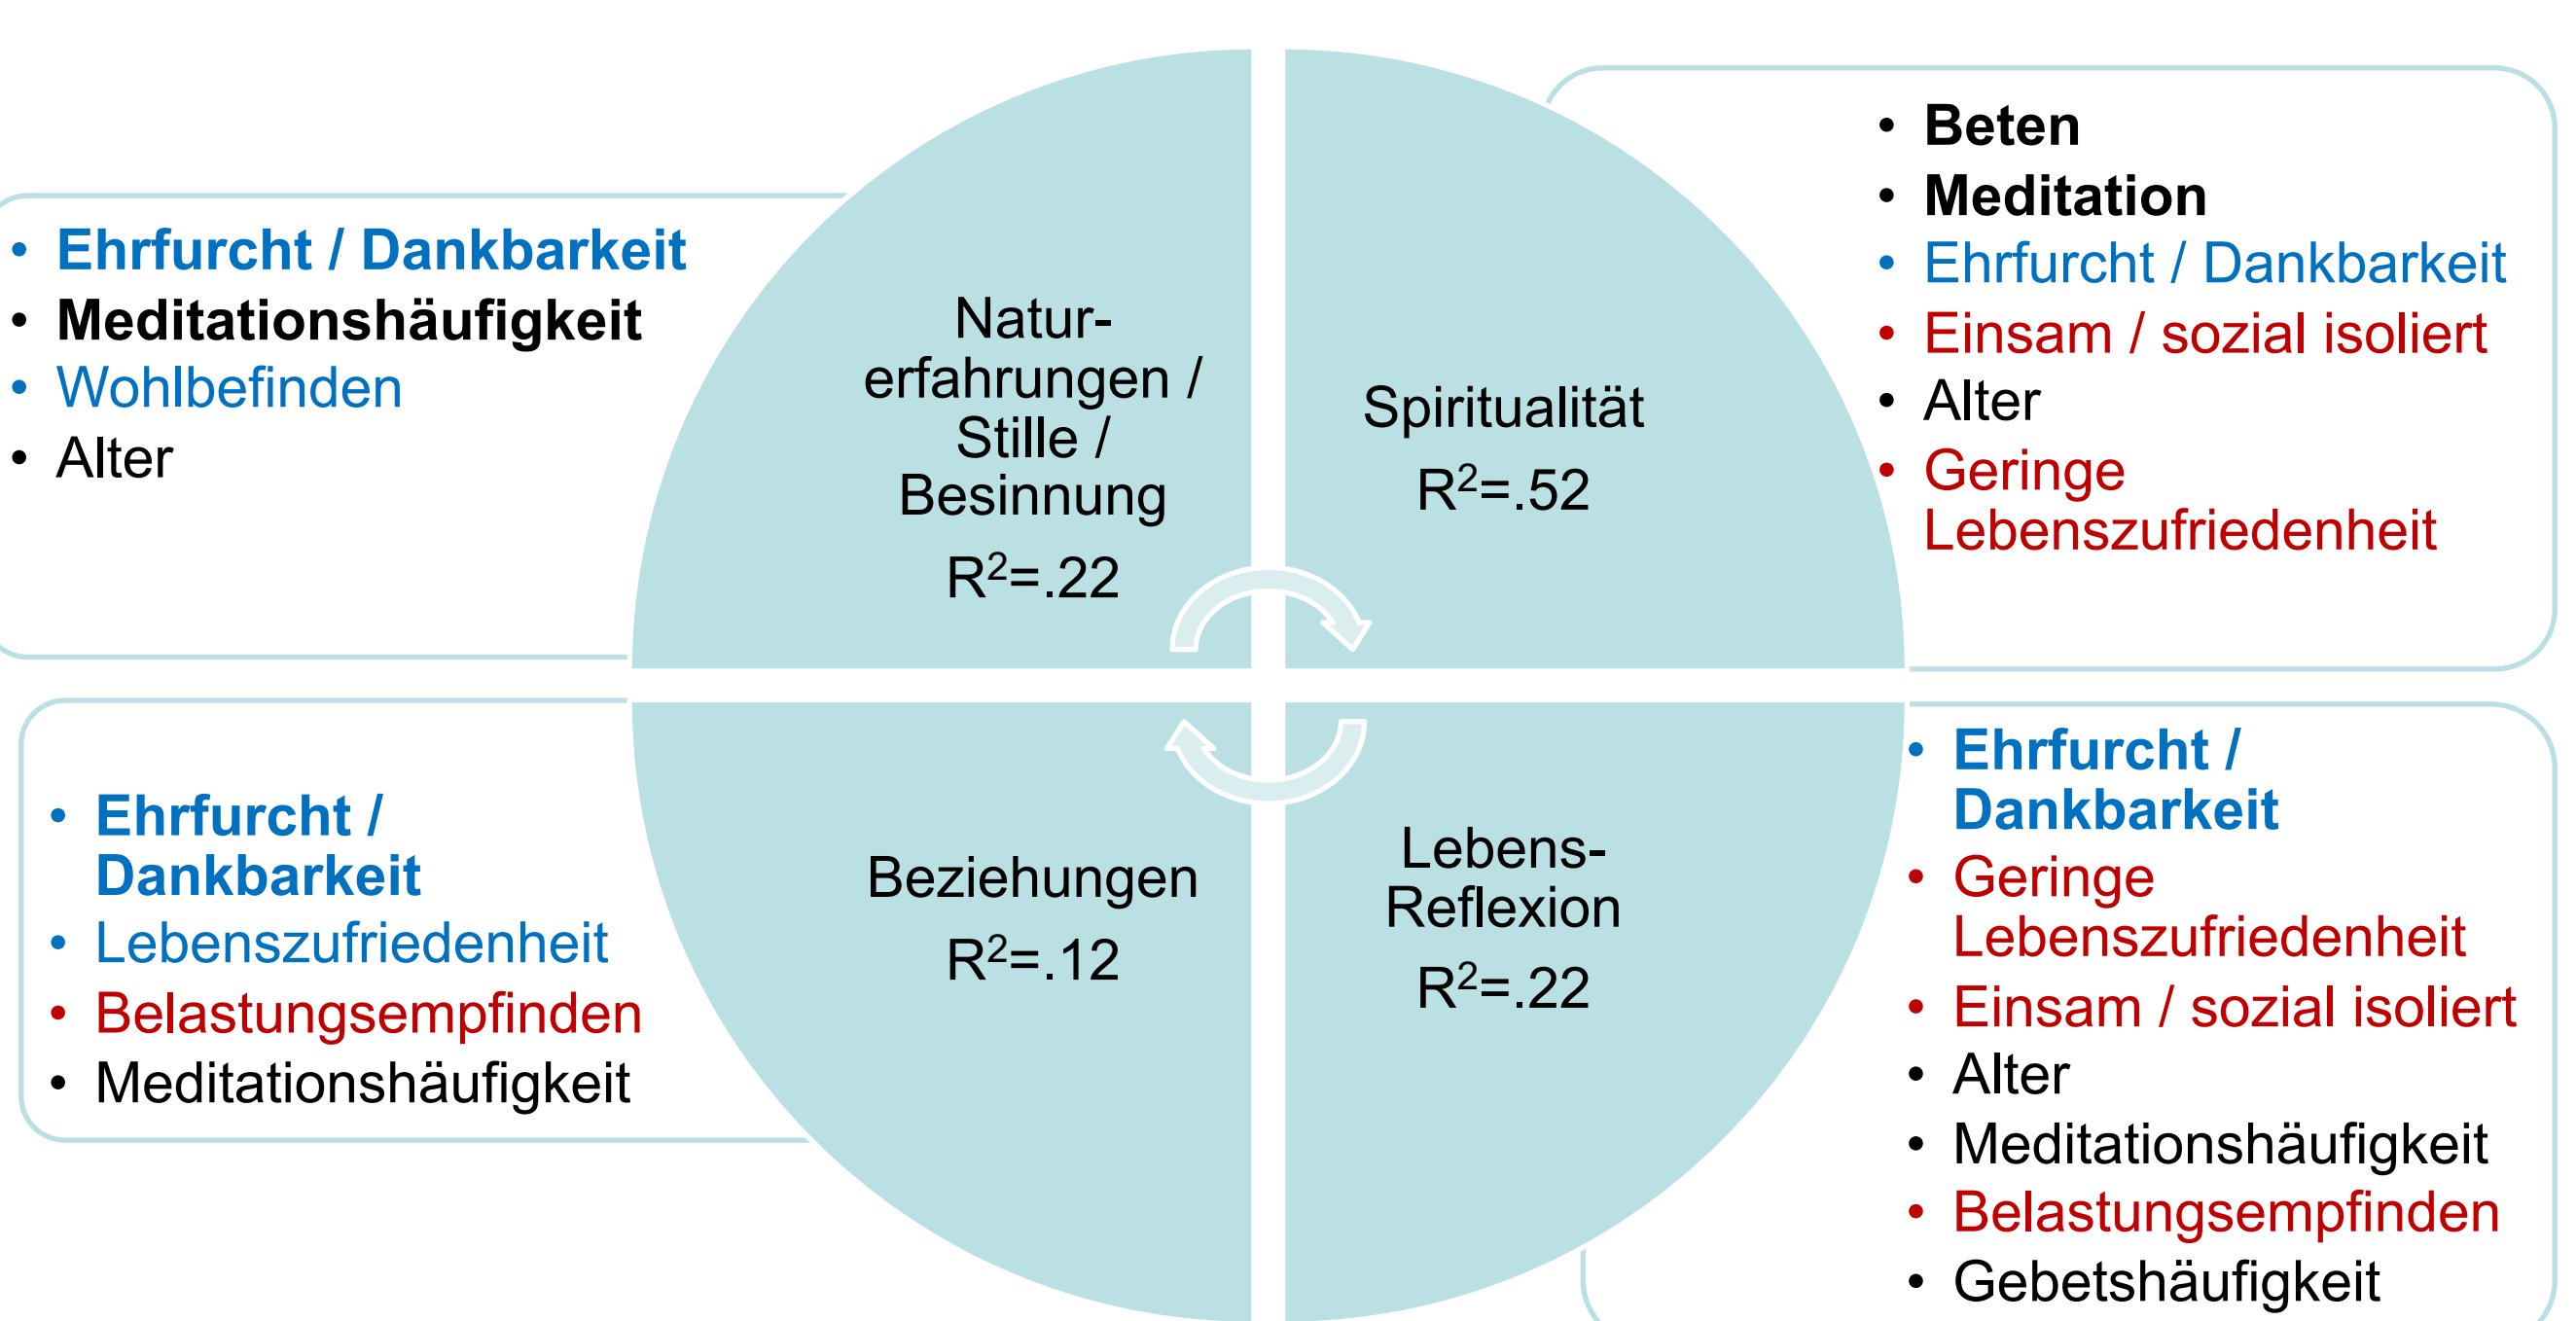 • Ehrfurcht / Dankbarkeit
• Meditationshäufigkeit
• Wohlbefinden
• Alter
Natur-
erfahrungen /
Stille /
Besinnung
R²=.22
Spiritualität
R²=.52
• Beten
• Meditation
• Ehrfurcht / Dankbarkeit
• Einsam / sozial isoliert
• Alter
• Geringe
Lebenszufriedenheit
• Ehrfurcht /
Dankbarkeit
• Lebenszufriedenheit
• Belastungsempfinden
• Meditationshäufigkeit
Beziehungen
R²=.12
Lebens-
Reflexion
R²=.22
• Ehrfurcht /
Dankbarkeit
• Geringe
Lebenszufriedenheit
• Einsam / sozial isoliert
• Alter
• Meditationshäufigkeit
• Belastungsempfinden
• Gebetshäufigkeit